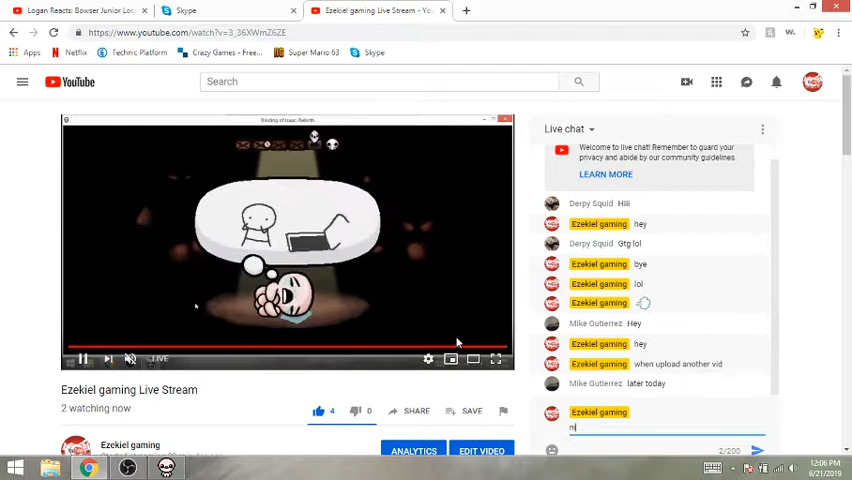 Logan Reacts: Bowser Junior Los
Skype
Ezekiel gaming Live Stream - Yo
https://www.youtube.com/watch?v=3_36XWmZ6ZE
Apps
Netflix
Technic Platform
Crazy Games - Free...
Super Mario 63
Skype
YouTube
Search
Binding of Isaac: Rebirth
LIVE
Ezekiel gaming Live Stream
2 watching now
4
0
SHARE
SAVE
Ezekiel gaming
ANALYTICS
EDIT VIDEO
Live chat
Welcome to live chat! Remember to guard your
privacy and abide by our community guidelines.
LEARN MORE
Derpy Squid Hiii
Ezekiel gaming hey
Derpy Squid Gtg lol
Ezekiel gaming bye
Ezekiel gaming lol
Ezekiel gaming
Mike Gutierrez Hey
Ezekiel gaming hey
Ezekiel gaming when upload another vid
Mike Gutierrez later today
Ezekiel gaming
ni
2/200
12:06 PM
6/21/2019